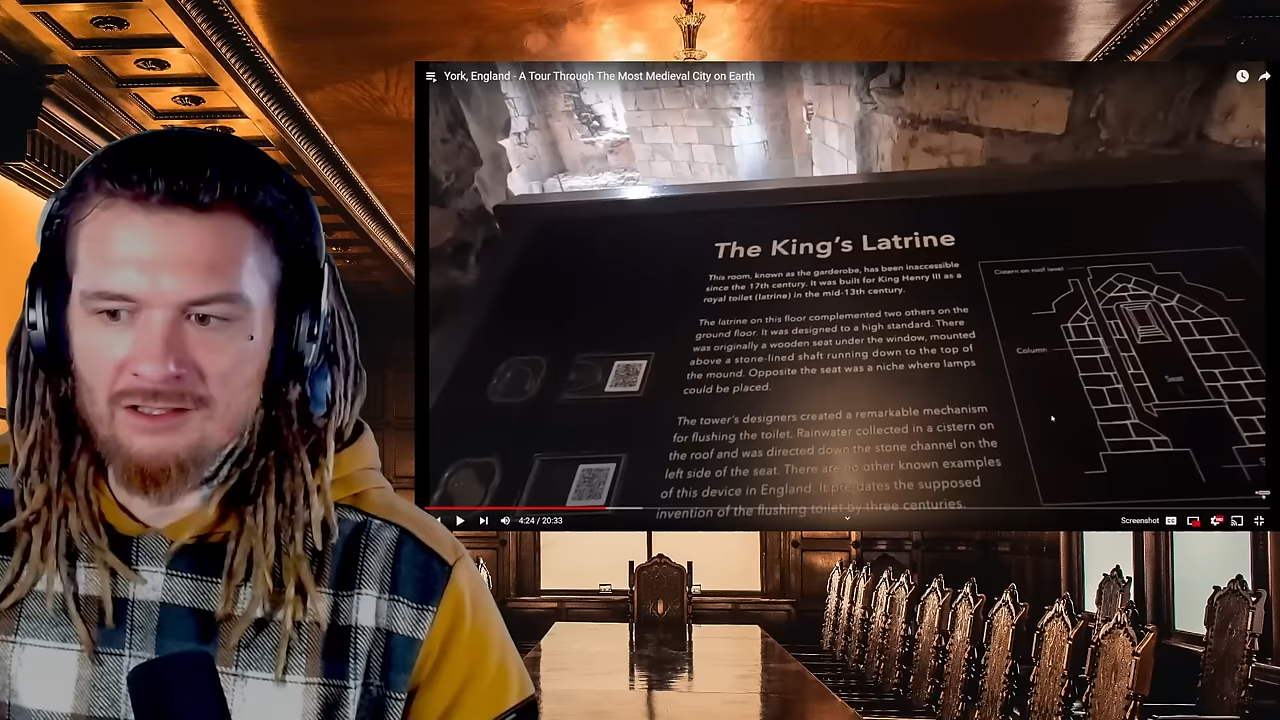 York, England - A Tour Through The Most Medieval City on Earth
The King's Latrine
This room, known as the garderobe, has been inaccessible
since the 17th century. It was built for King Henry III as a
royal toilet (latrine) in the mid-13th century.
The latrine on this floor complemented two others on the
ground floor. It was designed to a high standard. There
was originally a wooden seat under the window, mounted
above a stone-lined shaft running down to the top of
the mound. Opposite the seat was a niche where lamps
could be placed.
The tower's designers created a remarkable mechanism
for flushing the toilet. Rainwater collected in a cistern on
the roof and was directed down the stone channel on the
left side of the seat. There are no other known examples
of this device in England. It pre-dates the supposed
invention of the flushing toilet by three centuries.
Cistern on roof level
Column
Seat
4:24 / 20:33
Screenshot